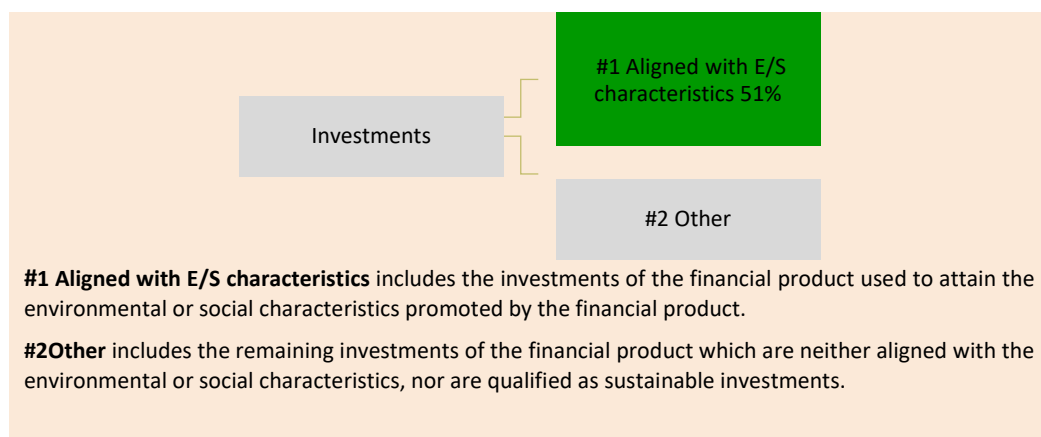 #1 Aligned with E/S
characteristics 51%
Investments
#2 Other
#1 Aligned with E/S characteristics includes the investments of the financial product used to attain the
environmental or social characteristics promoted by the financial product.
#2Other includes the remaining investments of the financial product which are neither aligned with the
environmental or social characteristics, nor are qualified as sustainable investments.